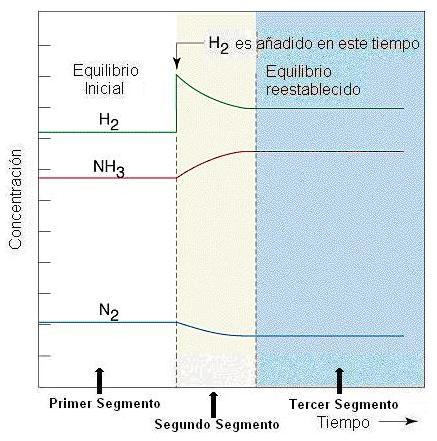 H2 es añadido en este tiempo
Equilibrio
Inicial
Equilibrio
reestablecido
H2
NH3
N2
Concentración
Primer Segmento
Segundo Segmento
Tercer Segmento
Tiempo